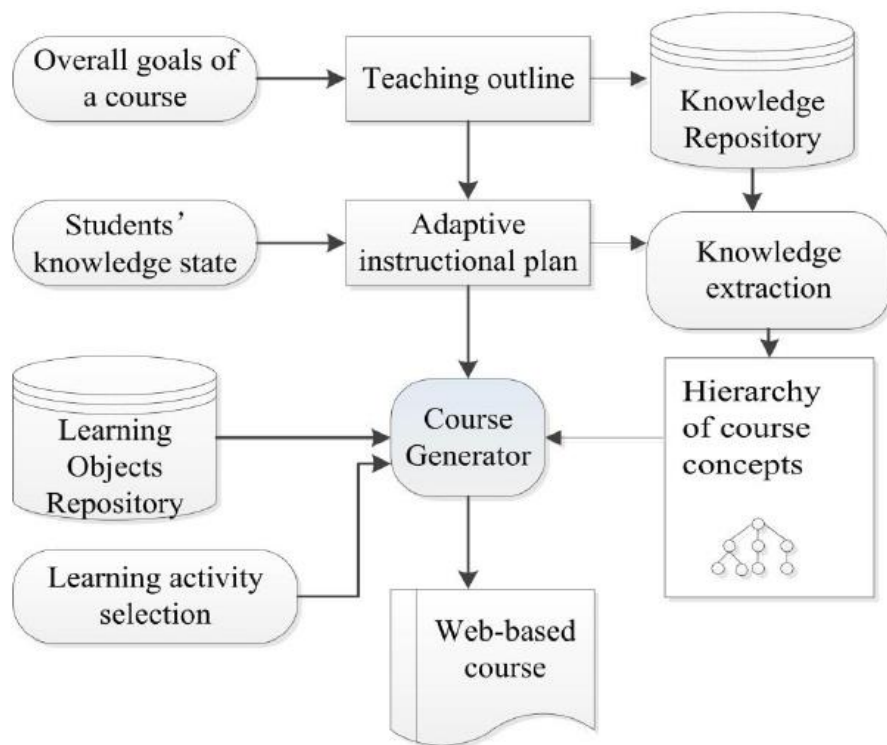 Overall goals of
a course
Teaching outline
Knowledge
Repository
Students’
knowledge state
Adaptive
instructional plan
Knowledge
extraction
Learning
Objects
Repository
Course
Generator
Hierarchy
of course
concepts
Learning activity
selection
Web-based
course